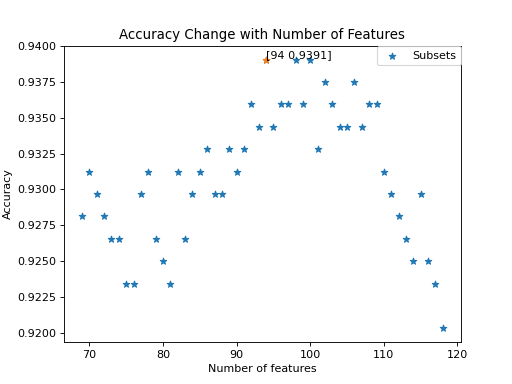 Accuracy Change with Number of Features
[94 0.9391]
Subsets
0.9400
0.9375
0.9350
0.9325
0.9300
0.9275
0.9250
0.9225
0.9200
Accuracy
70 80 90 100 110 120
Number of features